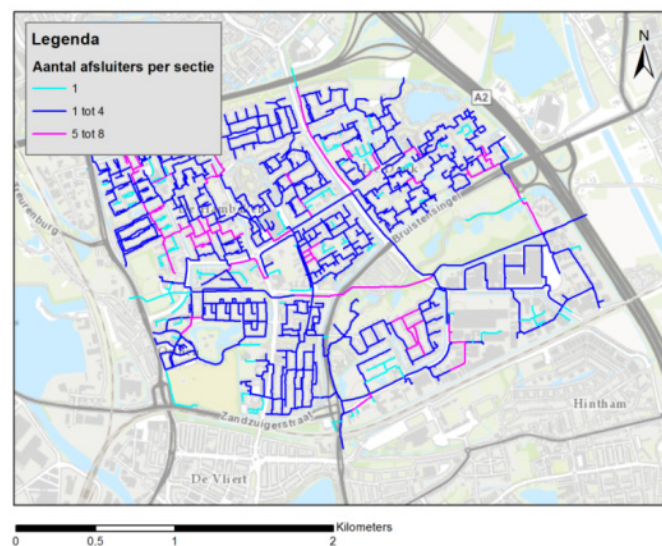 Legenda
Aantal afsluiters per sectie
1
1 tot 4
5 tot 8
N
A2
Treurenburg
Bruistensingel
Hintham
Zandzuigerstraat
De Vliert
Kilometers
0 0.5 1 2